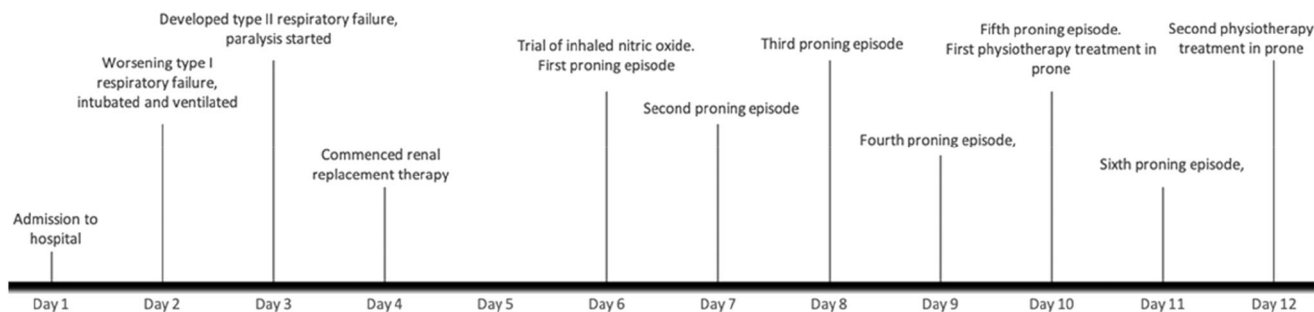 Admission to
hospital
Worsening type I
respiratory failure,
intubated and ventilated
Developed type II respiratory failure,
paralysis started
Commenced renal
replacement therapy
Trial of inhaled nitric oxide.
First proning episode
Second proning episode
Third proning episode
Fourth proning episode,
Fifth proning episode.
First physiotherapy treatment in
prone
Sixth proning episode,
Second physiotherapy
treatment in prone
Day 1
Day 2
Day 3
Day 4
Day 5
Day 6
Day 7
Day 8
Day 9
Day 10
Day 11
Day 12